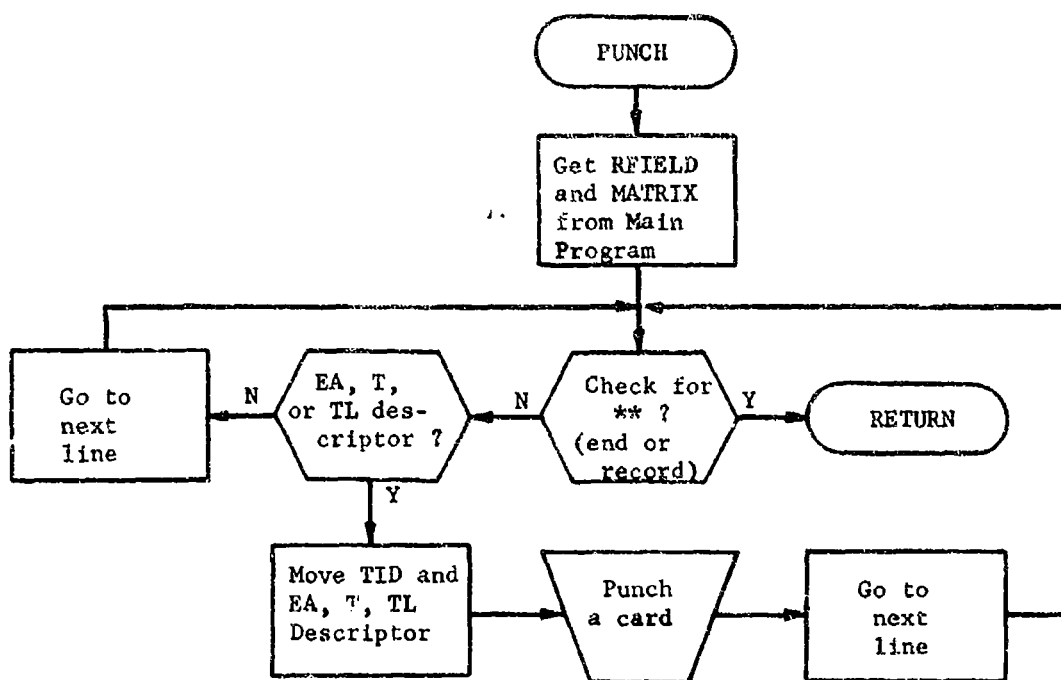 PUNCH
Get RFIELD
and MATRIX
from Main
Program
Go to
next
line
N
EA, T,
or TL des-
criptor ?
N
Check for
** ?
(end or
record)
Y
RETURN
Y
Move TID and
EA, T, TL
Descriptor
Punch
a card
Go to
next
line